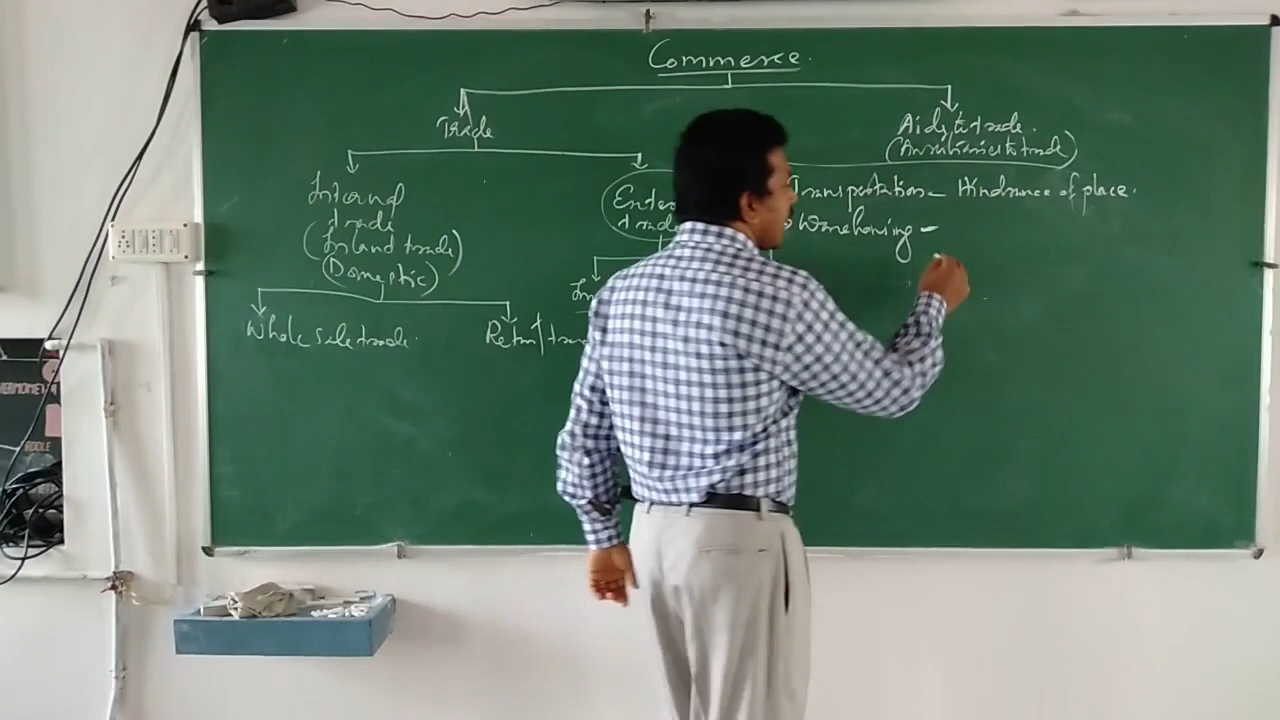 Commerce.
Trade
Aids to trade.
(Auxiliaries to trade)
Internal
trade
(Inland trade)
(Domestic)
Exter
trade
Transportation - Hindrance of place.
Warehousing -
Whole sale trade.
Retail